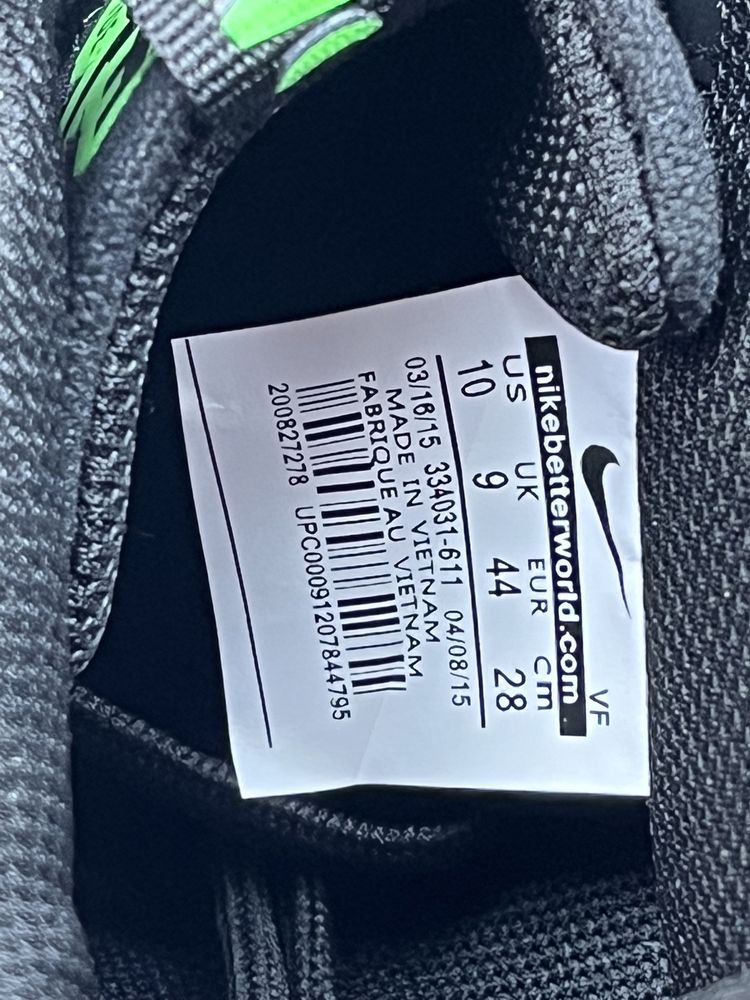 VF
nikebetterworld.com
US UK EUR cm
10 9 44 28
03/16/15 334031-611 04/08/15
MADE IN VIETNAM
FABRIQUE AU VIETNAM
200827278 UPC00091207844795